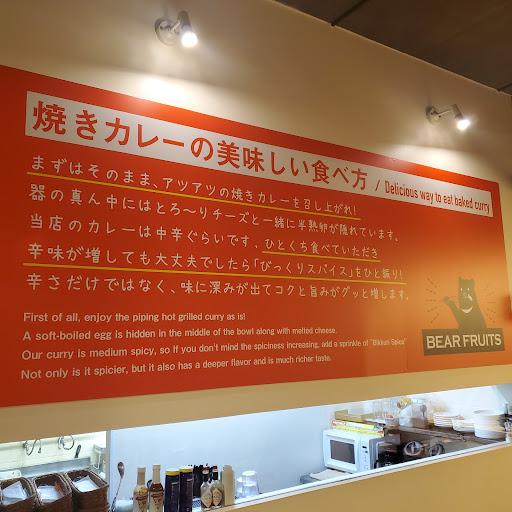 焼きカレーの美味しい食べ方 / Delicious way to eat baked curry
まずはそのまま、アツアツの焼きカレーを召し上がれ!
器の真ん中にはとろ〜りチーズと一緒に半熟卵が隠れています。
当店のカレーは中辛ぐらいです。ひとくち食べていただき
辛味が増しても大丈夫でしたら「びっくりスパイス」をひと振り!
辛さだけではなく、味に深みが出てコクと旨みがグッと増します。
First of all, enjoy the piping hot grilled curry as is!
A soft-boiled egg is hidden in the middle of the bowl along with melted cheese.
Our curry is medium spicy, so If you don't mind the spiciness increasing, add a sprinkle of "Bikkuri Spice"
Not only is it spicier, but it also has a deeper flavor and is much richer taste.
BEAR FRUITS